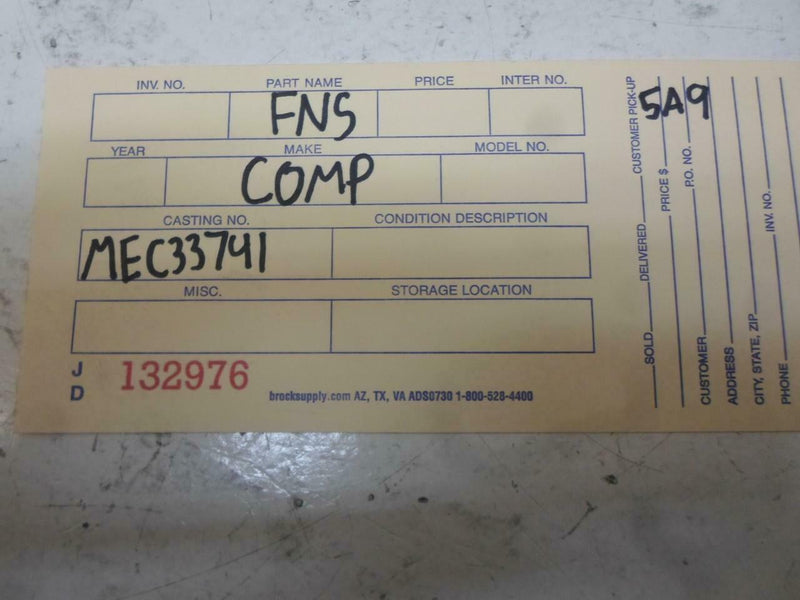 INV. NO. PART NAME PRICE INTER NO.
FNS
YEAR MAKE MODEL NO.
COMP
CASTING NO. CONDITION DESCRIPTION
MEC33741
MISC. STORAGE LOCATION
J D 132976
brocksupply.com AZ, TX, VA ADS0730 1-800-528-4400
5A9
SOLD DELIVERED CUSTOMER PICK-UP
PRICE $
P.O. NO.
CUSTOMER
ADDRESS
CITY, STATE, ZIP
INV. NO.
PHONE